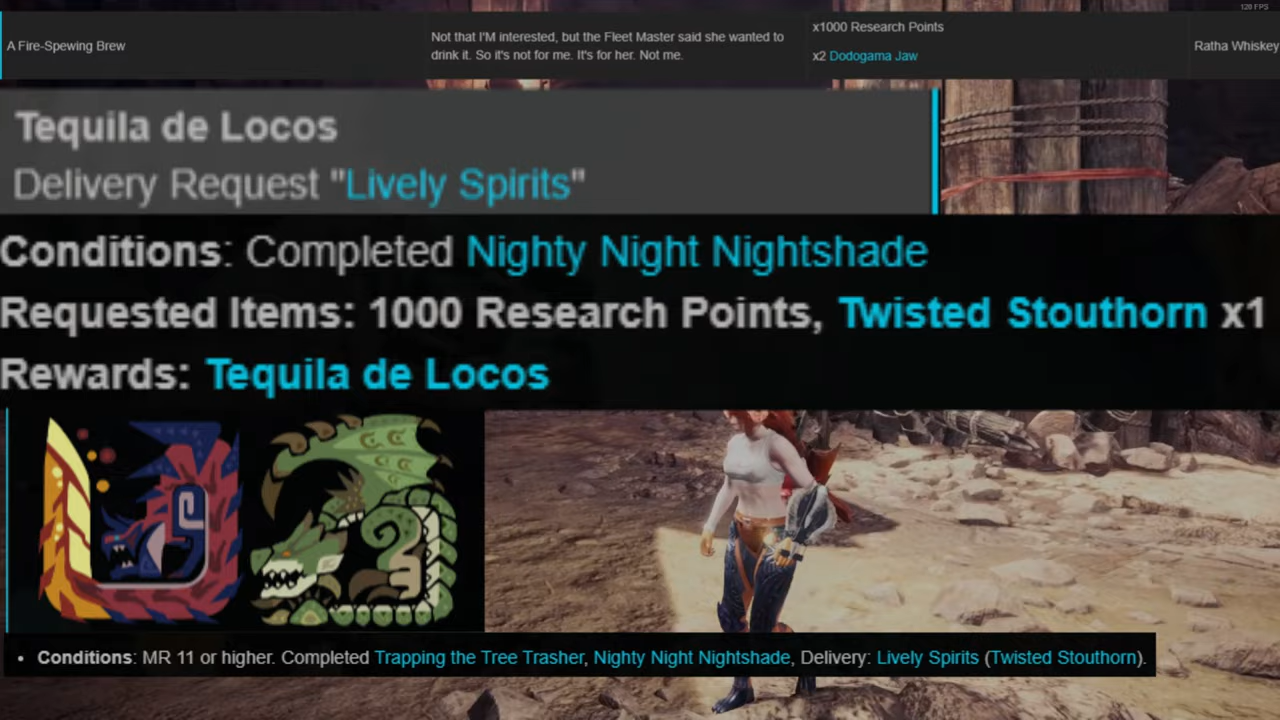 120 FPS
A Fire-Spewing Brew
Not that I'M interested, but the Fleet Master said she wanted to
drink it. So it's not for me. It's for her. Not me.
x1000 Research Points
x2 Dodogama Jaw
Ratha Whiskey
Tequila de Locos
Delivery Request "Lively Spirits"
Conditions: Completed Nighty Night Nightshade
Requested Items: 1000 Research Points, Twisted Stouthorn x1
Rewards: Tequila de Locos
• Conditions: MR 11 or higher. Completed Trapping the Tree Trasher, Nighty Night Nightshade, Delivery: Lively Spirits (Twisted Stouthorn).